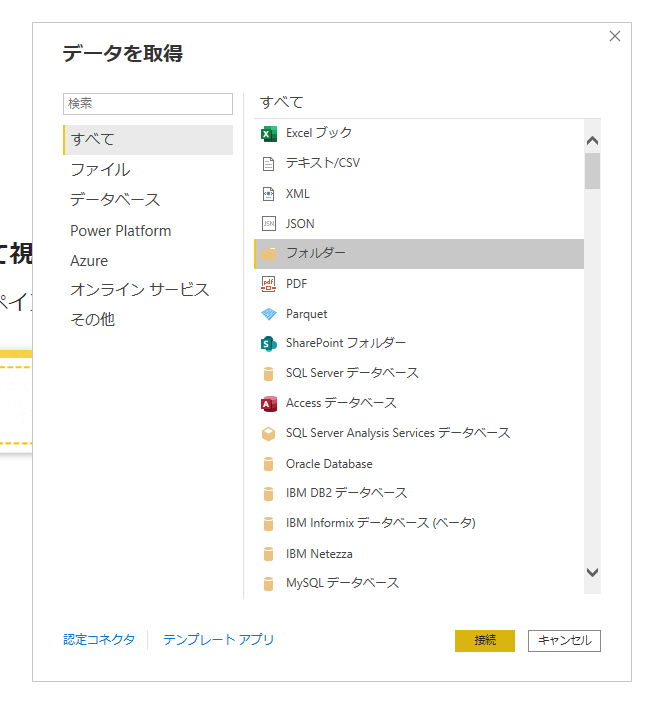 データを取得
検索
すべて
ファイル
データベース
Power Platform
Azure
オンライン サービス
その他
すべて
Excel ブック
テキスト/CSV
XML
JSON
フォルダー
PDF
Parquet
SharePoint フォルダー
SQL Server データベース
Access データベース
SQL Server Analysis Services データベース
Oracle Database
IBM DB2 データベース
IBM Informix データベース (ベータ)
IBM Netezza
MySQL データベース
認定コネクタ
テンプレート アプリ
接続
キャンセル
て視
ペイン